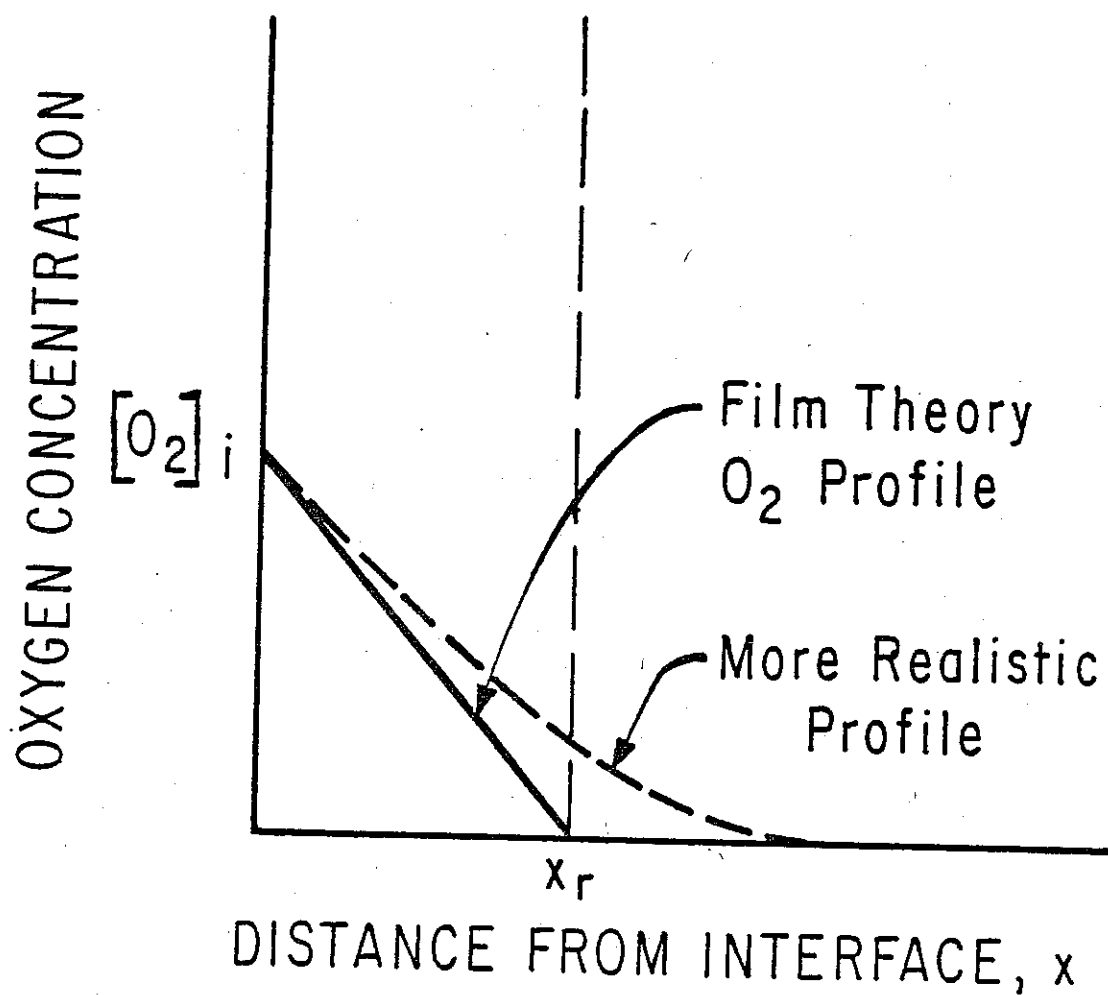 OXYGEN CONCENTRATION
[O₂] i
Film Theory
O₂ Profile
More Realistic
Profile
xᵣ
DISTANCE FROM INTERFACE, x